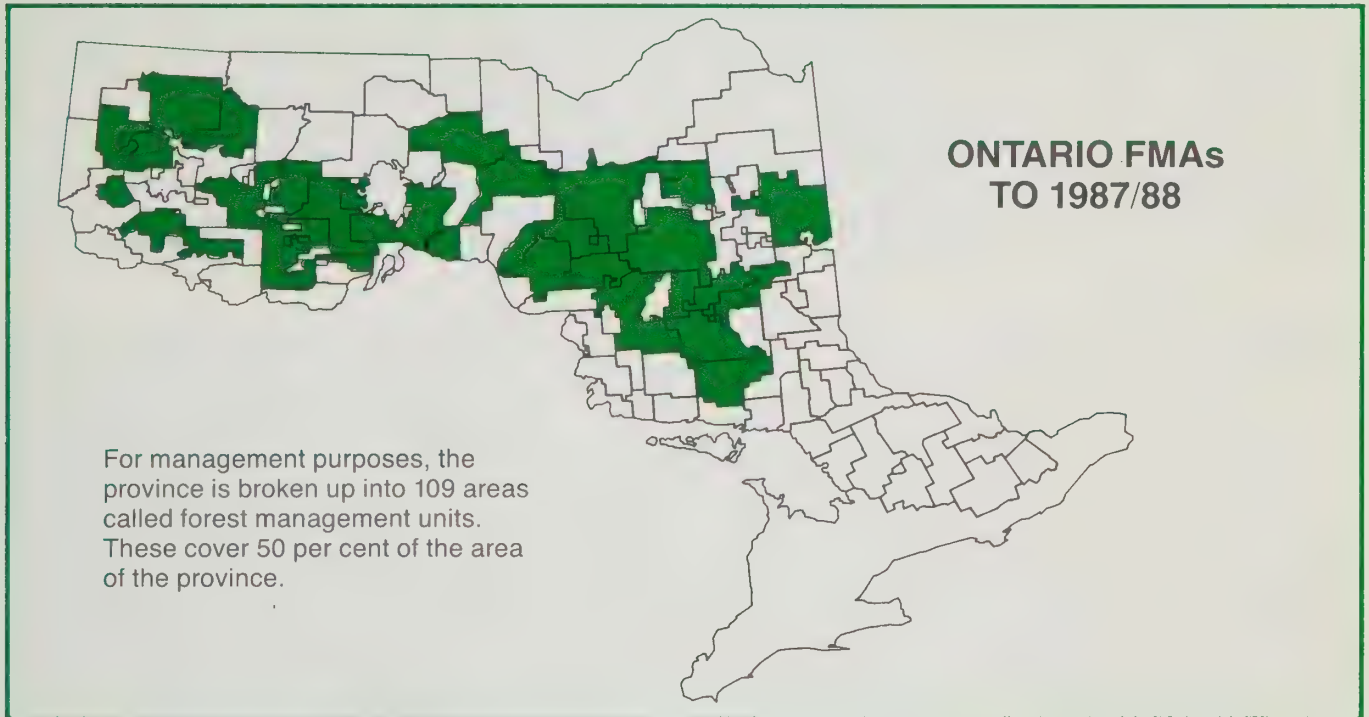 ONTARIO FMAs
TO 1987/88
For management purposes, the
province is broken up into 109 areas
called forest management units.
These cover 50 per cent of the area
of the province.